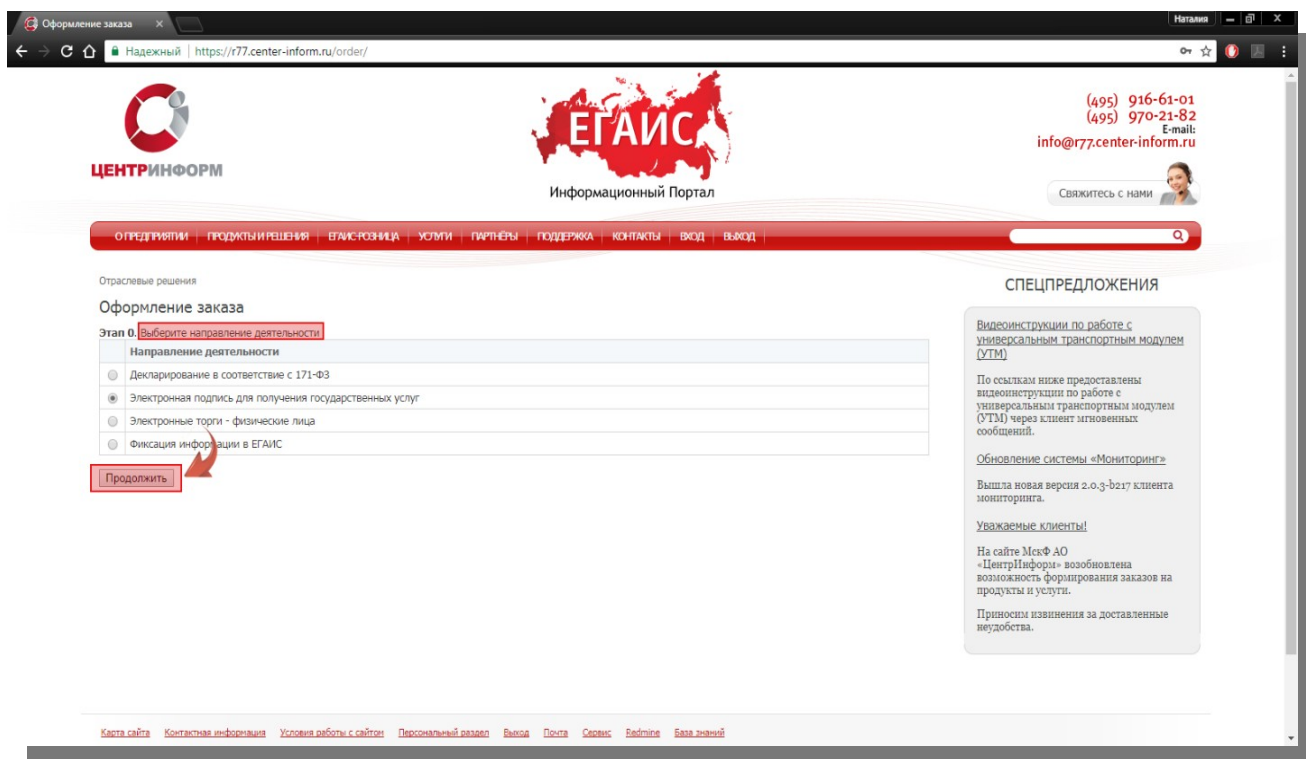 Оформление заказа
Наталия
Надежный
https://r77.center-inform.ru/order/
ЦЕНТРИНФОРМ
ЕГАИС
Информационный Портал
(495) 916-61-01
(495) 970-21-82
E-mail:
info@r77.center-inform.ru
Свяжитесь с нами
О ПРЕДПРИЯТИИ ПРОДУКТЫ И РЕШЕНИЯ ЕГАИС-РОЗНИЦА УСЛУГИ ПАРТНЁРЫ ПОДДЕРЖКА КОНТАКТЫ ВХОД ВЫХОД
Отраслевые решения
Оформление заказа
Этап 0. Выберите направление деятельности
Направление деятельности
Декларирование в соответствие с 171-ФЗ
Электронная подпись для получения государственных услуг
Электронные торги - физические лица
Фиксация информации в ЕГАИС
Продолжить
СПЕЦПРЕДЛОЖЕНИЯ
Видеоинструкции по работе с
универсальным транспортным модулем
(УТМ)
По ссылкам ниже предоставлены
видеоинструкции по работе с
универсальным транспортным модулем
(УТМ) через клиент мгновенных
сообщений.
Обновление системы «Мониторинг»
Вышла новая версия 2.0.3-b217 клиента
мониторинга.
Уважаемые клиенты!
На сайте МскФ АО
«ЦентрИнформ» возобновлена
возможность формирования заказов на
продукты и услуги.
Приносим извинения за доставленные
неудобства.
Карта сайта Контактная информация Условия работы с сайтом Персональный раздел Выход Почта Сервис Redmine База знаний